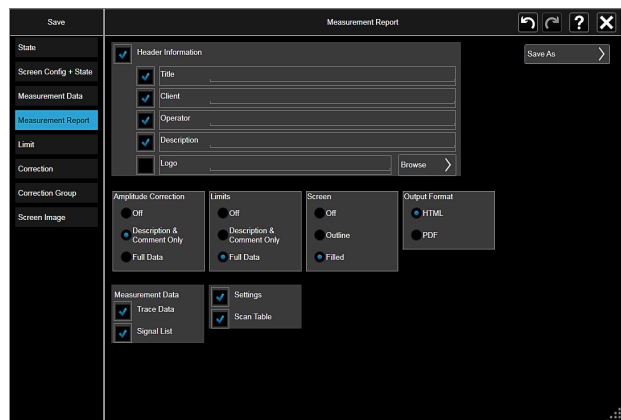 Save
Measurement Report
?
State
Screen Config + State
Measurement Data
Measurement Report
Limit
Correction
Correction Group
Screen Image
Header Information
Title
Client
Operator
Description
Logo
Browse
Save As
Amplitude Correction
Off
Description &
Comment Only
Full Data
Limits
Off
Description &
Comment Only
Full Data
Screen
Off
Outline
Filled
Output Format
HTML
PDF
Measurement Data
Trace Data
Signal List
Settings
Scan Table